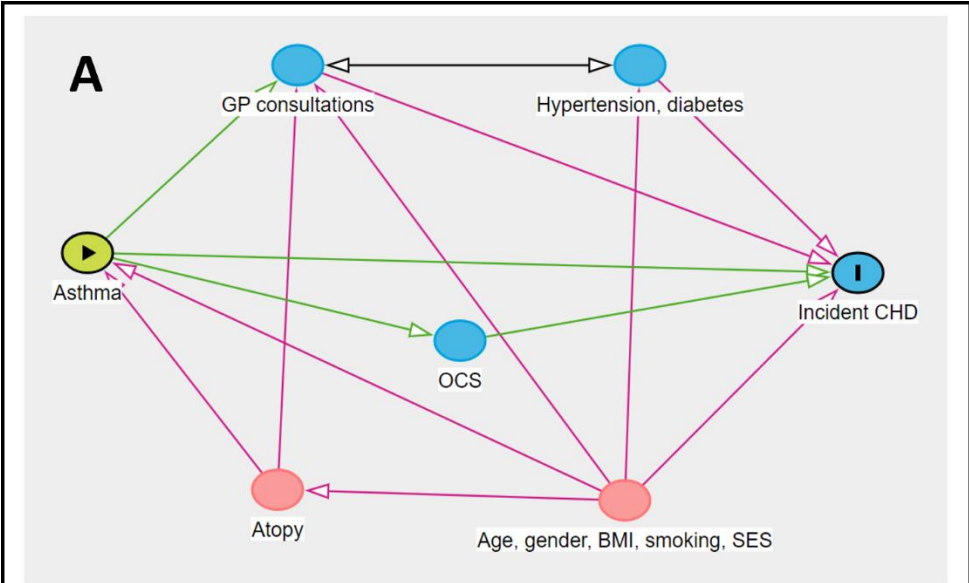 A
GP consultations
Hypertension, diabetes
Asthma
Incident CHD
OCS
Atopy
Age, gender, BMI, smoking, SES